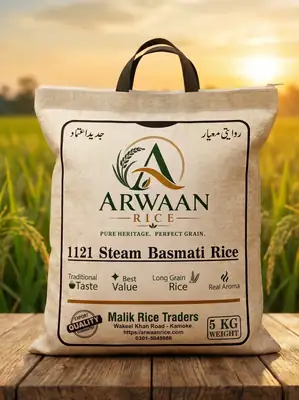 روایتی معیار
جدید اعتماد
ARWAAN
RICE
PURE HERITAGE. PERFECT GRAIN.
1121 Steam Basmati Rice
Traditional Taste
Best Value
Long Grain Rice
Real Aroma
EXPORT
QUALITY
Malik Rice Traders
Wakeel Khan Road - Kamoke.
https://arwaanrice.com
5 KG
WEIGHT